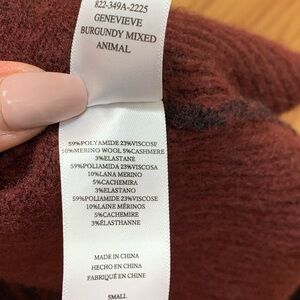 822-349A-2225
GENEVIEVE
BURGUNDY MIXED
ANIMAL
59%POLYAMIDE 23%VISCOSE
10%MERINO WOOL 5%CASHMERE
3%ELASTANE
59%POLIAMIDA 23%VISCOSA
10%LANA MERINO
5%CACHEMIRA
3%ELASTANO
59%POLIAMIDE 23%VISCOSE
10%LAINE MÉRINOS
5%CACHEMIRE
3%ÉLASTHANNE
MADE IN CHINA
HECHO EN CHINA
FABRIQUÉ EN CHINE
SMALL